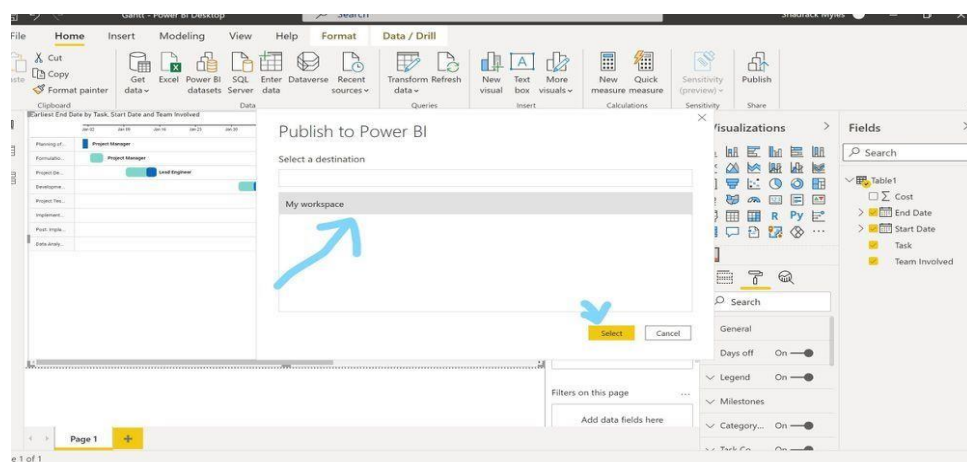 Gantt - Power BI Desktop
Search
Shadrack Myles
File Home Insert Modeling View Help Format Data / Drill
Cut
Copy
Format painter
Clipboard
Get data
Excel
Power BI datasets
SQL Server
Enter data
Dataverse
Recent sources
Data
Transform data
Refresh
Queries
New visual
Text box
More visuals
Insert
New measure
Quick measure
Calculations
Sensitivity (preview)
Sensitivity
Publish
Share
Earliest End Date by Task, Start Date and Team Involved
Planning of...
Project Manager
Formulatio...
Project Manager
Project De...
Lead Engineer
Developme...
Project Tes...
Implement...
Post- Imple...
Data Analy...
Publish to Power BI
Select a destination
My workspace
Select Cancel
Filters on this page ...
Add data fields here
Visualizations
R Py
Search
General
Days off On
Legend On
Milestones
Category... On
On
Fields
Search
Table1
Cost
End Date
Start Date
Task
Team Involved
Page 1
1 of 1